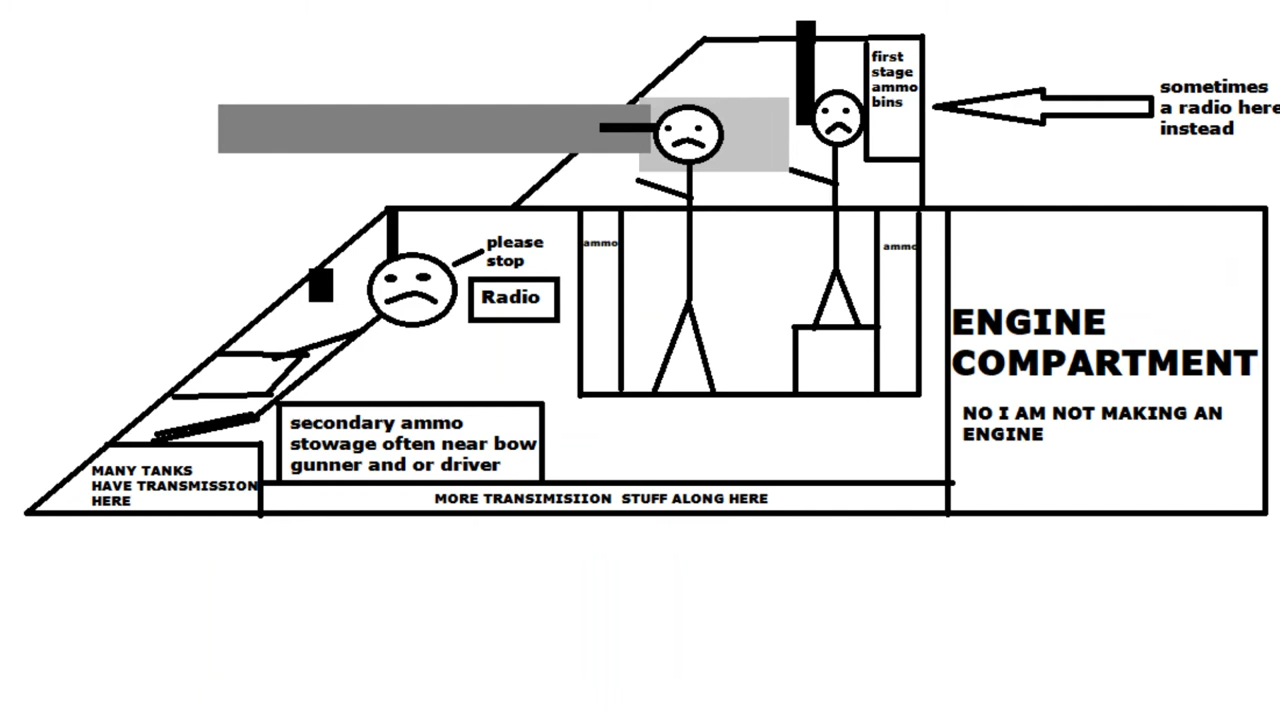 first
stage
ammo
bins
sometimes
a radio here
instead
please
stop
Radio
ammo
ammo
ENGINE
COMPARTMENT
NO I AM NOT MAKING AN
ENGINE
secondary ammo
stowage often near bow
gunner and or driver
MANY TANKS
HAVE TRANSMISSION
HERE
MORE TRANSIMISIION STUFF ALONG HERE